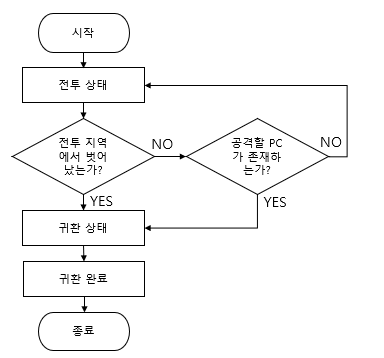 시작
전투 상태
전투 지역
에서 벗어
났는가?
NO
공격할 PC
가 존재하
는가?
NO
YES
YES
귀환 상태
귀환 완료
종료